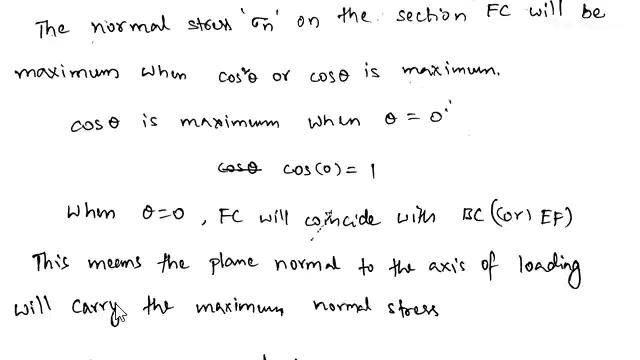 The normal stress 'σn' on the section FC will be
maximum when cos²θ or cosθ is maximum.
cosθ is maximum when θ = 0°
cosθ cos(0) = 1
When θ=0, FC will coincide with BC (or) EF)
This means the plane normal to the axis of loading
will carry the maximum normal stress